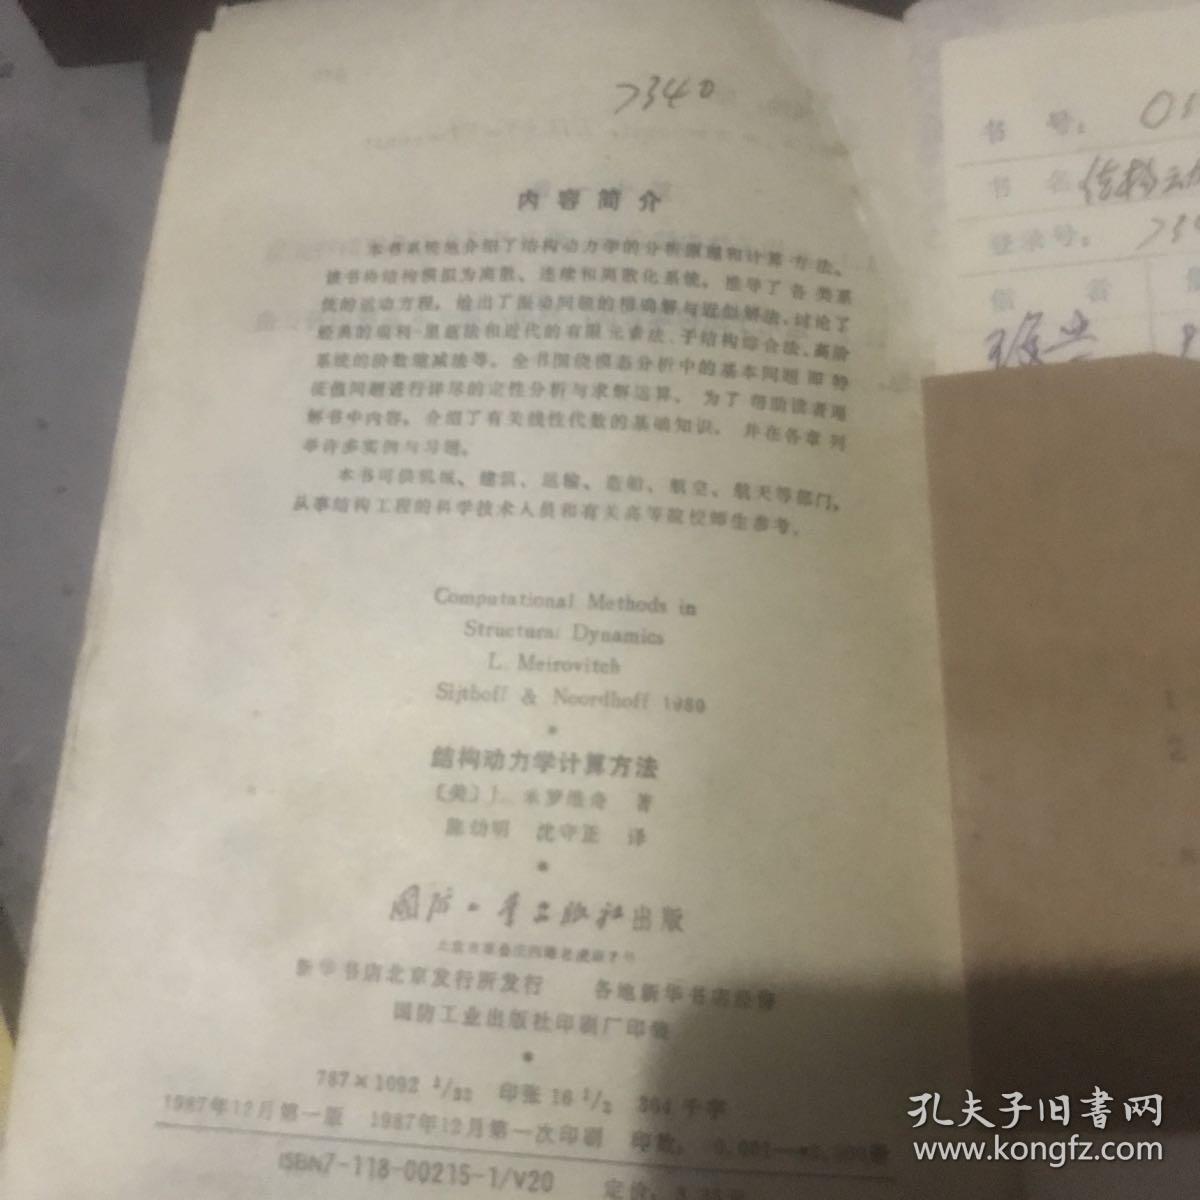 7340
内容简介
本书系统地介绍了结构动力学的分析原理和计算方法。
该书将结构模拟为离散、连续和离散化系统。推导了各类系
统的运动方程，给出了振动问题的精确解与近似解法，讨论了
经典的瑞利-里兹法和近代的有限元素法、子结构综合法、高阶
系统的阶数缩减法等。全书围绕模态分析中的基本问题即特
征值问题进行详尽的定性分析与求解运算。为了帮助读者理
解书中内容，介绍了有关线性代数的基础知识，并在各章列
举许多实例与习题。
本书可供机械、建筑、运输、造船、航空、航天等部门，
从事结构工程的科学技术人员和有关高等院校师生参考。
Computational Methods in
Structural Dynamics
L. Meirovitch
Sijthoff & Noordhoff 1980
结构动力学计算方法
〔美〕L. 米罗维奇 著
陈幼明 沈守正 译
国防工业出版社出版
新华书店北京发行所发行 各地新华书店经售
国防工业出版社印刷厂印装
787×1092 1/32 印张 16 1/2 364 千字
1987年12月第一版 1987年12月第一次印刷 印数：
ISBN7-118-00215-1/V20 定价：
书 号：
书 名 结构动
登录号：
借 者
1
2
孔夫子旧书网
www.kongfz.com